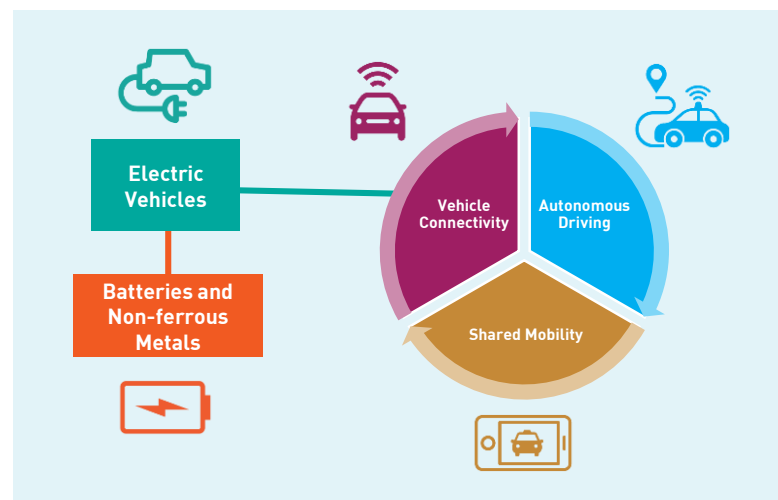 Electric
Vehicles
Batteries and
Non-ferrous
Metals
Vehicle
Connectivity
Autonomous
Driving
Shared Mobility